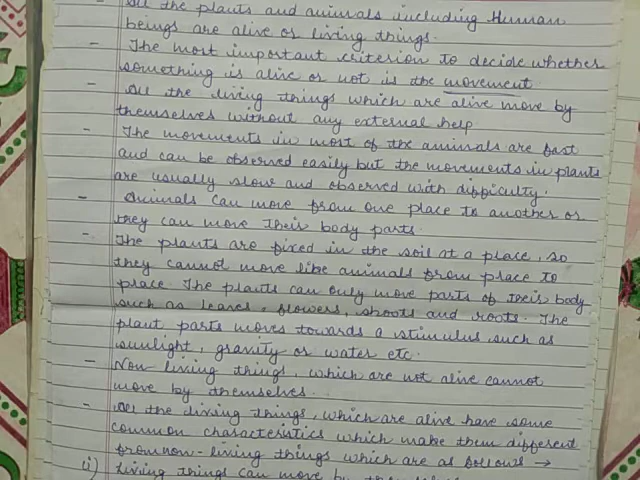 - All the plants and animals including Human
beings are alive or living things.
- The most important criterion to decide whether
something is alive or not is the movement
- All the living things which are alive move by
themselves without any external help
- The movements in most of the animals are fast
and can be observed easily but the movements in plants
are usually slow and observed with difficulty.
- Animals can move from one place to another or
they can move their body parts.
- The plants are fixed in the soil at a place, so
they cannot move like animals from place to
place. The plants can only move parts of their body
such as leaves, flowers, shoots and roots. The
plant parts moves towards a stimulus such as
sunlight, gravity or water etc.
- Non living things, which are not alive cannot
move by themselves.
- All the living things, which are alive have some
common characteristics which make them different
from non-living things which are as follows →
i) Living things can move by